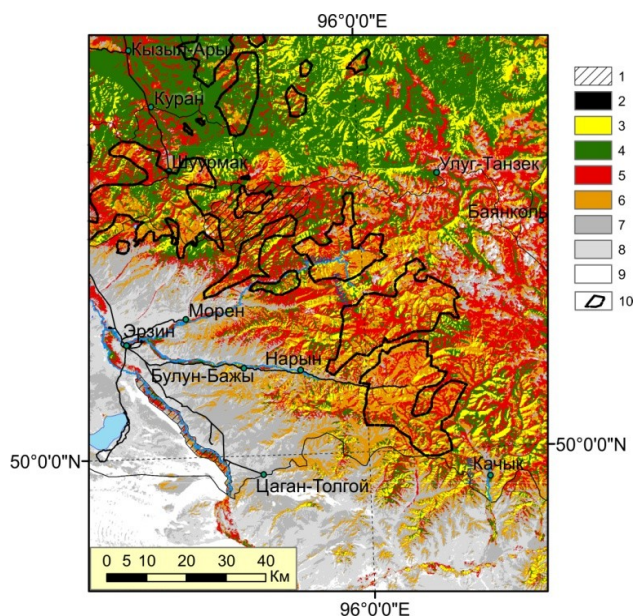 96°0'0"E
Кызыл-Ары
Куран
Шуурмак
Улуг-Танзек
Баянколь
Морен
Эрзин
Булун-Бажы
Нарын
50°0'0"N
50°0'0"N
Качык
Цаган-Толгой
0 5 10 20 30 40
Км
96°0'0"E
1
2
3
4
5
6
7
8
9
10